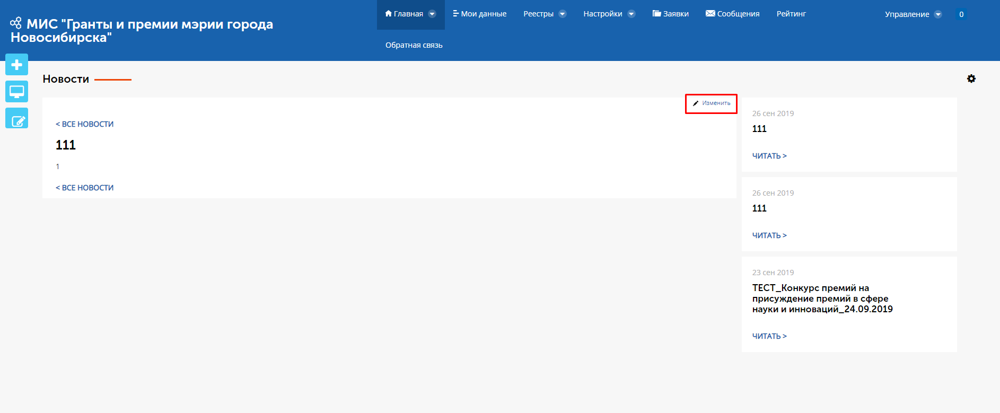 МИС "Гранты и премии мэрии города
Новосибирска"
Главная
Мои данные
Реестры
Настройки
Заявки
Сообщения
Рейтинг
Обратная связь
Управление
0
Новости
Изменить
< ВСЕ НОВОСТИ
111
1
< ВСЕ НОВОСТИ
26 сен 2019
111
ЧИТАТЬ >
26 сен 2019
111
ЧИТАТЬ >
23 сен 2019
ТЕСТ_Конкурс премий на
присуждение премий в сфере
науки и инноваций_24.09.2019
ЧИТАТЬ >